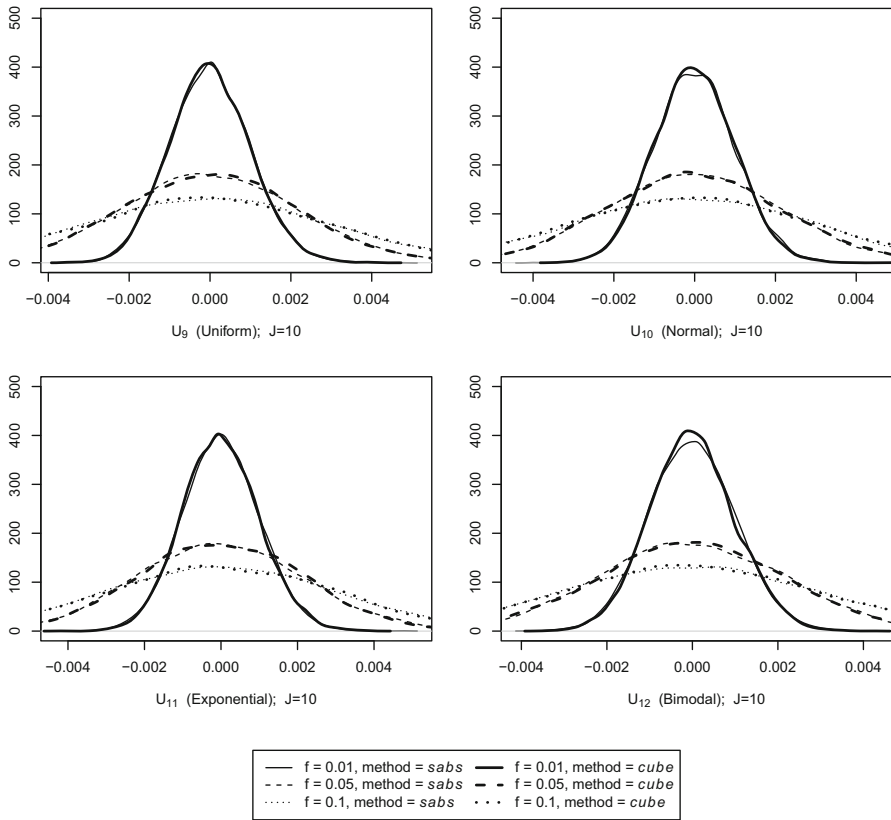 500
400
300
200
100
0
−0.004 −0.002 0.000 0.002 0.004
U9 (Uniform); J=10
−0.004 −0.002 0.000 0.002 0.004
U10 (Normal); J=10
500
400
300
200
100
0
500
400
300
200
100
0
−0.004 −0.002 0.000 0.002 0.004
U11 (Exponential); J=10
500
400
300
200
100
0
−0.004 −0.002 0.000 0.002 0.004
U12 (Bimodal); J=10
f = 0.01, method = sabs f = 0.01, method = cube
f = 0.05, method = sabs f = 0.05, method = cube
f = 0.1, method = sabs f = 0.1, method = cube